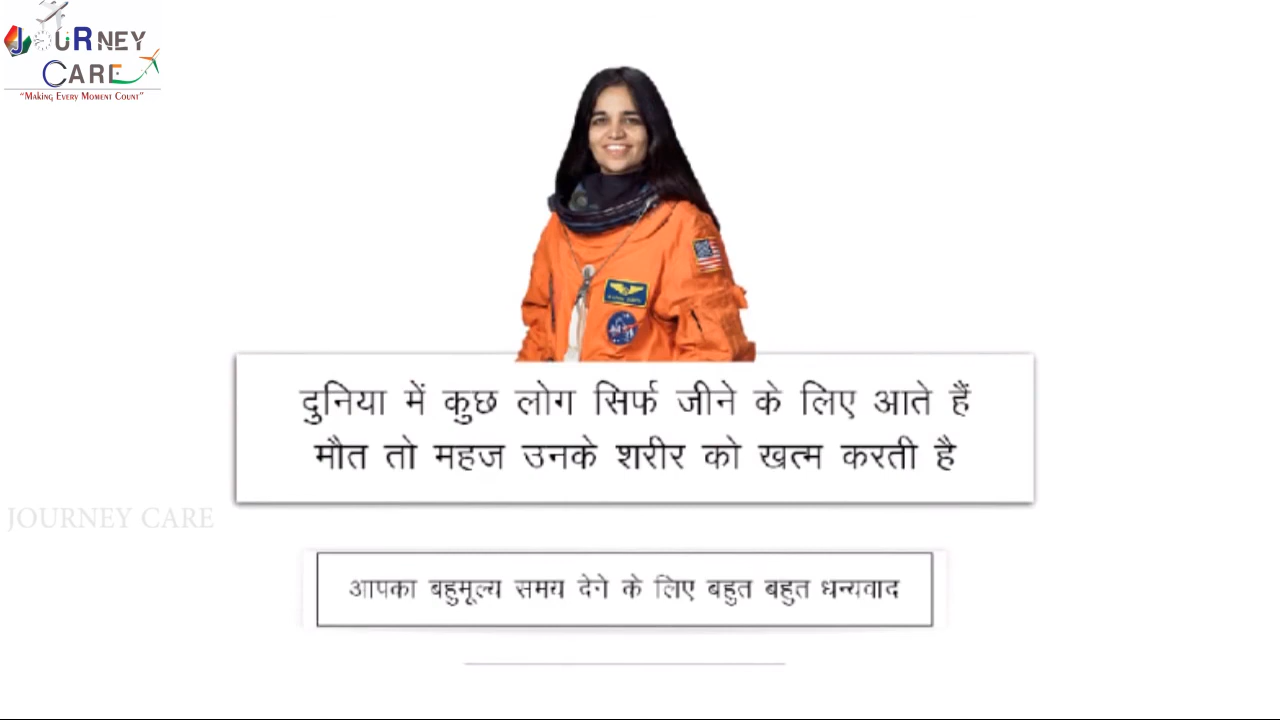 JOURNEY
CARE
"MAKING EVERY MOMENT COUNT"
दुनिया में कुछ लोग सिर्फ जीने के लिए आते हैं
मौत तो महज उनके शरीर को खत्म करती है
JOURNEY CARE
आपका बहुमूल्य समय देने के लिए बहुत बहुत धन्यवाद